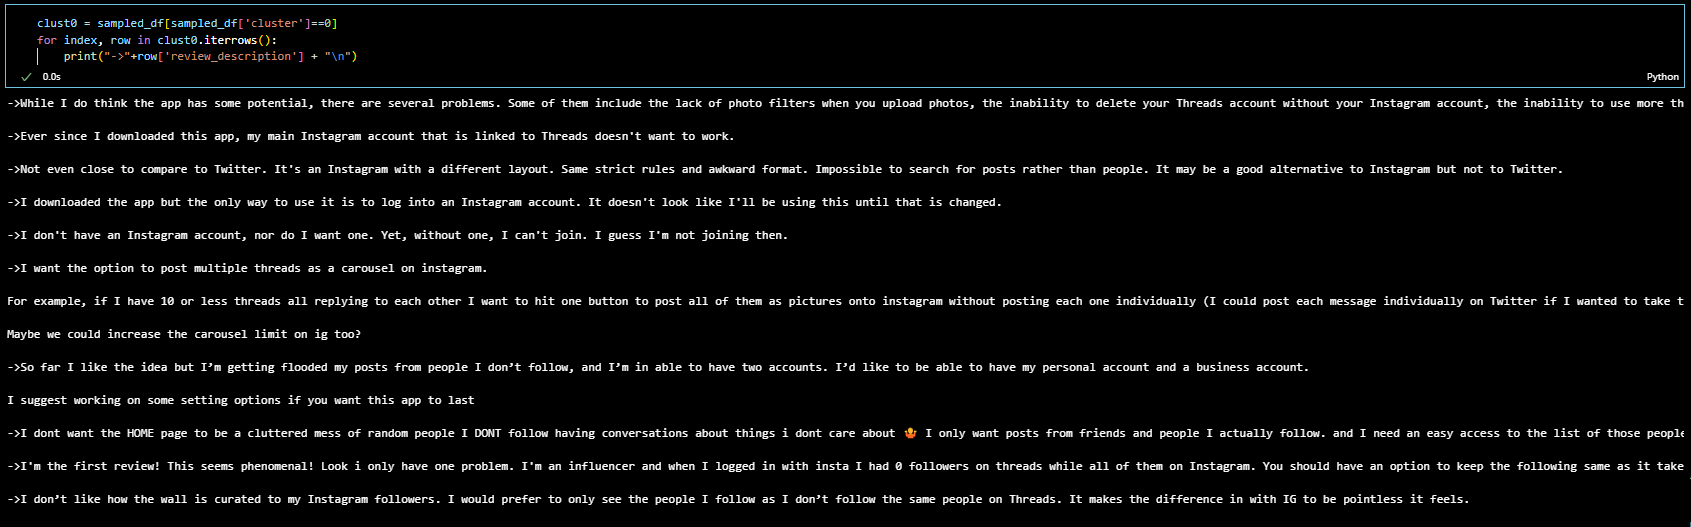 clust0 = sampled_df[sampled_df['cluster']==0]
for index, row in clust0.iterrows():
    print("->"+row['review_description'] + "\n")
0.0s
Python
->While I do think the app has some potential, there are several problems. Some of them include the lack of photo filters when you upload photos, the inability to delete your Threads account without your Instagram account, the inability to use more th
->Ever since I downloaded this app, my main Instagram account that is linked to Threads doesn't want to work.
->Not even close to compare to Twitter. It's an Instagram with a different layout. Same strict rules and awkward format. Impossible to search for posts rather than people. It may be a good alternative to Instagram but not to Twitter.
->I downloaded the app but the only way to use it is to log into an Instagram account. It doesn't look like I'll be using this until that is changed.
->I don't have an Instagram account, nor do I want one. Yet, without one, I can't join. I guess I'm not joining then.
->I want the option to post multiple threads as a carousel on instagram.
For example, if I have 10 or less threads all replying to each other I want to hit one button to post all of them as pictures onto instagram without posting each one individually (I could post each message individually on Twitter if I wanted to take t
Maybe we could increase the carousel limit on ig too?
->So far I like the idea but I’m getting flooded my posts from people I don’t follow, and I’m in able to have two accounts. I’d like to be able to have my personal account and a business account.
I suggest working on some setting options if you want this app to last
->I dont want the HOME page to be a cluttered mess of random people I DONT follow having conversations about things i dont care about 🤷 I only want posts from friends and people I actually follow. and I need an easy access to the list of those people
->I'm the first review! This seems phenomenal! Look i only have one problem. I'm an influencer and when I logged in with insta I had 0 followers on threads while all of them on Instagram. You should have an option to keep the following same as it take
->I don’t like how the wall is curated to my Instagram followers. I would prefer to only see the people I follow as I don’t follow the same people on Threads. It makes the difference in with IG to be pointless it feels.